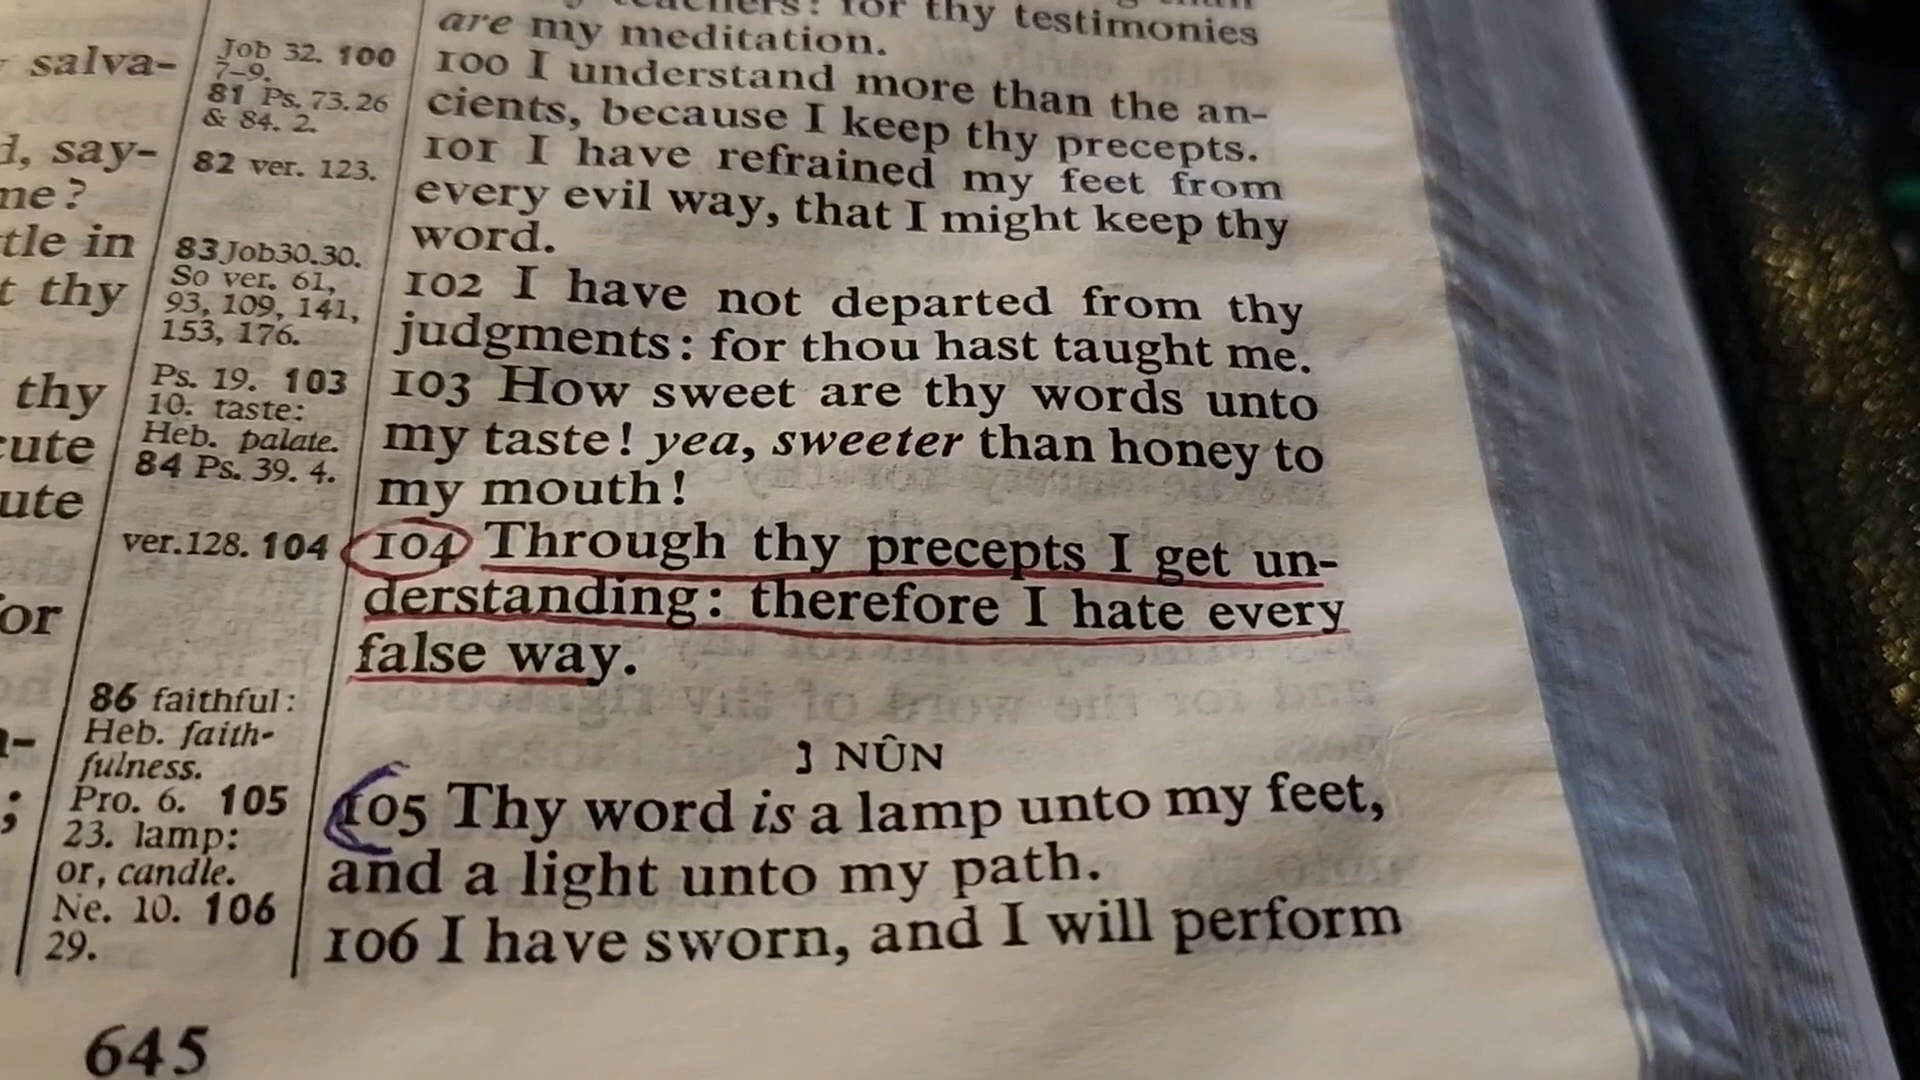 salva-
d, say-
me?
tle in
t thy
thy
cute
ute
for
Job 32. 100
7-9.
81 Ps. 73. 26
& 84. 2.
82 ver. 123.
83 Job 30. 30.
So ver. 61,
93, 109, 141,
153, 176.
Ps. 19. 103
10. taste:
Heb. palate.
84 Ps. 39. 4.
ver. 128. 104
86 faithful:
Heb. faith-
fulness.
Pro. 6. 105
23. lamp:
or, candle.
Ne. 10. 106
29.
for thy testimonies
are my meditation.
100 I understand more than the an-
cients, because I keep thy precepts.
101 I have refrained my feet from
every evil way, that I might keep thy
word.
102 I have not departed from thy
judgments: for thou hast taught me.
103 How sweet are thy words unto
my taste! yea, sweeter than honey to
my mouth!
104 Through thy precepts I get un-
derstanding: therefore I hate every
false way.
נ NÛN
105 Thy word is a lamp unto my feet,
and a light unto my path.
106 I have sworn, and I will perform
645